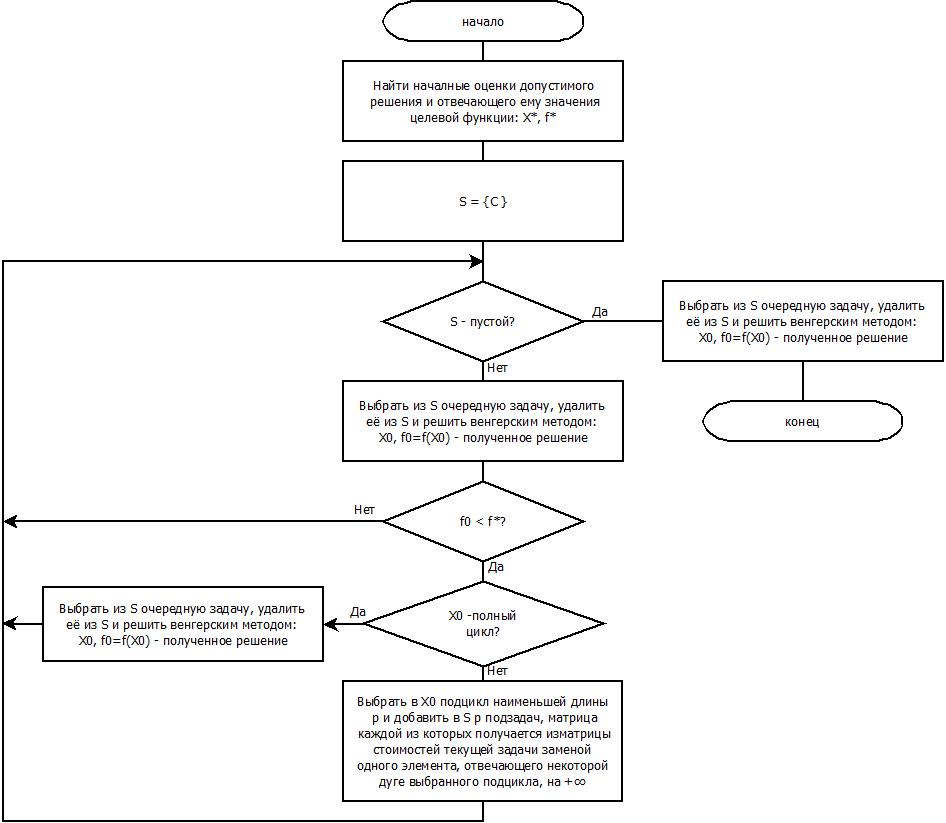 начало
Найти началные оценки допустимого
решения и отвечающего ему значения
целевой функции: X*, f*
S = {C}
S - пустой?
Да
Выбрать из S очередную задачу, удалить
её из S и решить венгерским методом:
X0, f0=f(X0) - полученное решение
Нет
Выбрать из S очередную задачу, удалить
её из S и решить венгерским методом:
X0, f0=f(X0) - полученное решение
конец
Нет
f0 < f*?
Да
Выбрать из S очередную задачу, удалить
её из S и решить венгерским методом:
X0, f0=f(X0) - полученное решение
Да
X0 -полный
цикл?
Нет
Выбрать в X0 подцикл наименьшей длины
p и добавить в S p подзадач, матрица
каждой из которых получается изматрицы
стоимостей текущей задачи заменой
одного элемента, отвечающего некоторой
дуге выбранного подцикла, на +∞